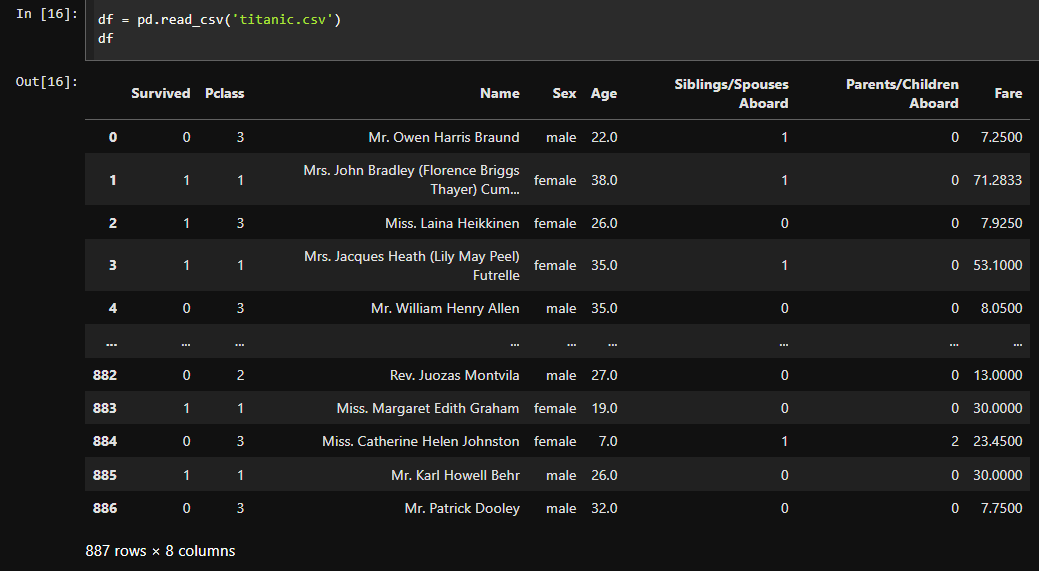 In [16]: df = pd.read_csv('titanic.csv')
df
Out[16]:
Survived Pclass Name Sex Age Siblings/Spouses Aboard Parents/Children Aboard Fare
0 0 3 Mr. Owen Harris Braund male 22.0 1 0 7.2500
1 1 1 Mrs. John Bradley (Florence Briggs Thayer) Cum... female 38.0 1 0 71.2833
2 1 3 Miss. Laina Heikkinen female 26.0 0 0 7.9250
3 1 1 Mrs. Jacques Heath (Lily May Peel) Futrelle female 35.0 1 0 53.1000
4 0 3 Mr. William Henry Allen male 35.0 0 0 8.0500
... ... ... ... ... ... ... ... ...
882 0 2 Rev. Juozas Montvila male 27.0 0 0 13.0000
883 1 1 Miss. Margaret Edith Graham female 19.0 0 0 30.0000
884 0 3 Miss. Catherine Helen Johnston female 7.0 1 2 23.4500
885 1 1 Mr. Karl Howell Behr male 26.0 0 0 30.0000
886 0 3 Mr. Patrick Dooley male 32.0 0 0 7.7500
887 rows × 8 columns